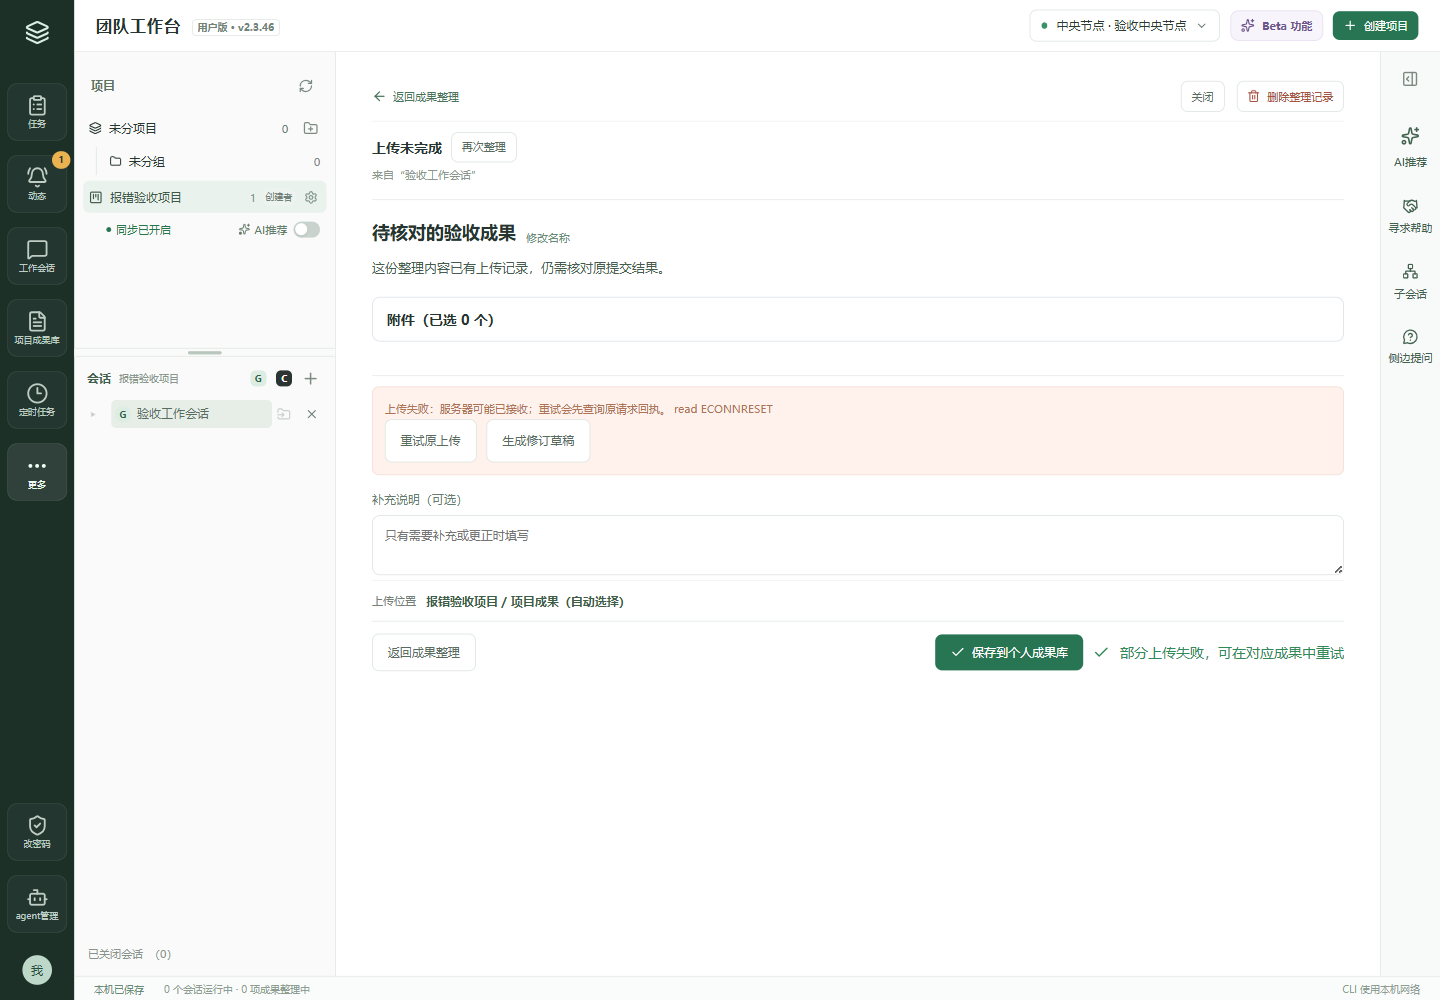 团队工作台
用户版 • v2.3.46
中央节点 · 验收中央节点
Beta 功能
创建项目
任务
1
动态
工作会话
项目成果库
定时任务
更多
改密码
agent管理
我
项目
未分项目 0
未分组 0
报错验收项目 1 创建者
同步已开启 AI推荐
会话 报错验收项目 G C
G 验收工作会话
已关闭会话 (0)
返回成果整理
关闭
删除整理记录
上传未完成
再次整理
来自“验收工作会话”
待核对的验收成果
修改名称
这份整理内容已有上传记录，仍需核对原提交结果。
附件（已选 0 个）
上传失败：服务器可能已接收；重试会先查询原请求回执。 read ECONNRESET
重试原上传
生成修订草稿
补充说明（可选）
只有需要补充或更正时填写
上传位置 报错验收项目 / 项目成果（自动选择）
返回成果整理
保存到个人成果库
部分上传失败，可在对应成果中重试
AI推荐
寻求帮助
子会话
侧边提问
本机已保存
0 个会话运行中 · 0 项成果整理中
CLI 使用本机网络